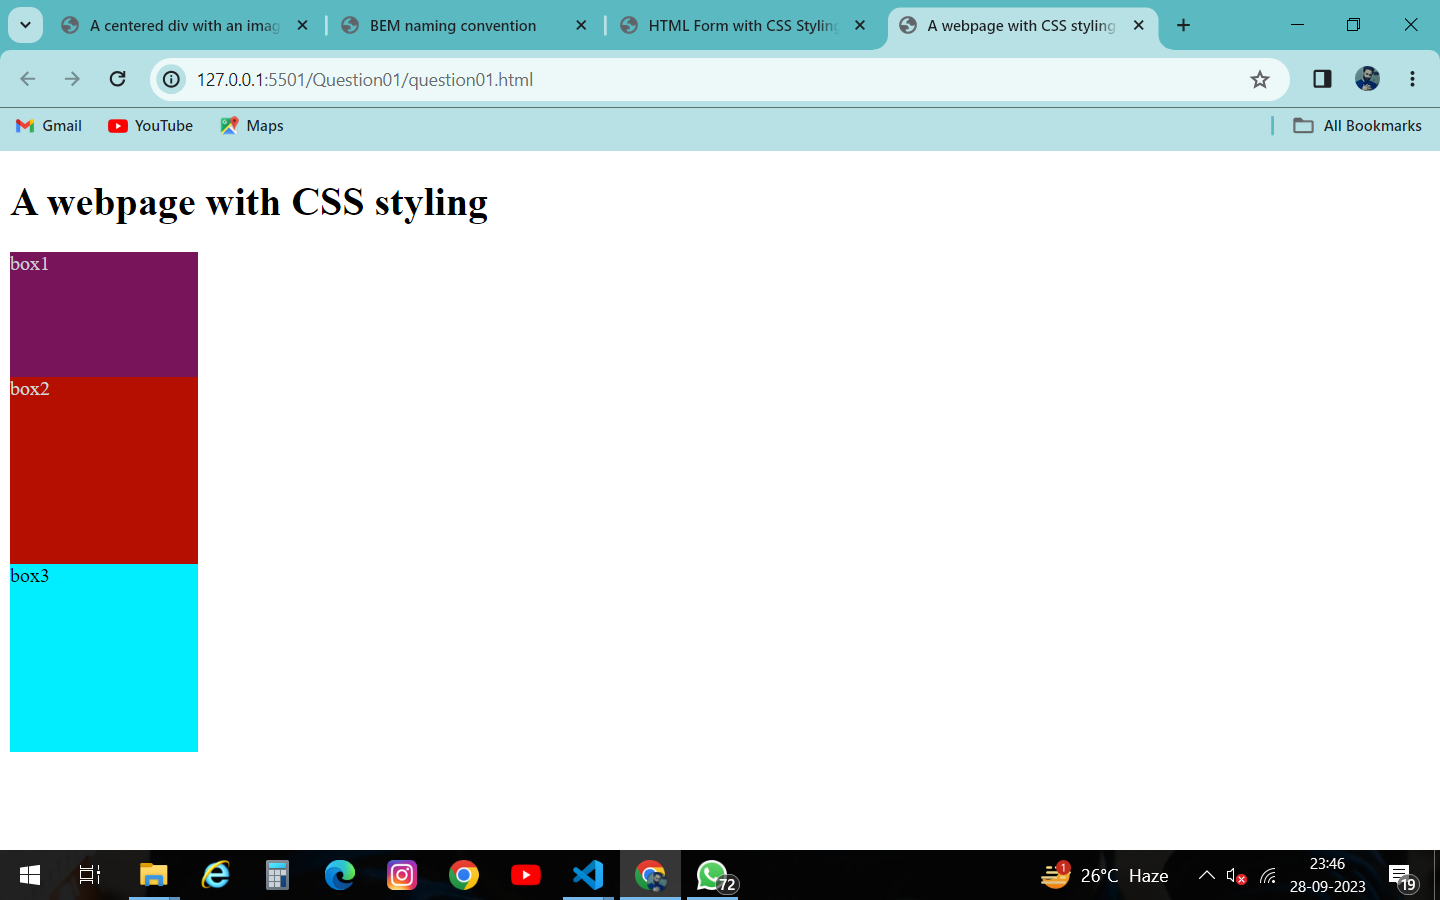 A centered div with an imag
BEM naming convention
HTML Form with CSS Styling
A webpage with CSS styling
127.0.0.1:5501/Question01/question01.html
Gmail
YouTube
Maps
All Bookmarks
A webpage with CSS styling
box1
box2
box3
72
1
26°C Haze
23:46
28-09-2023
19